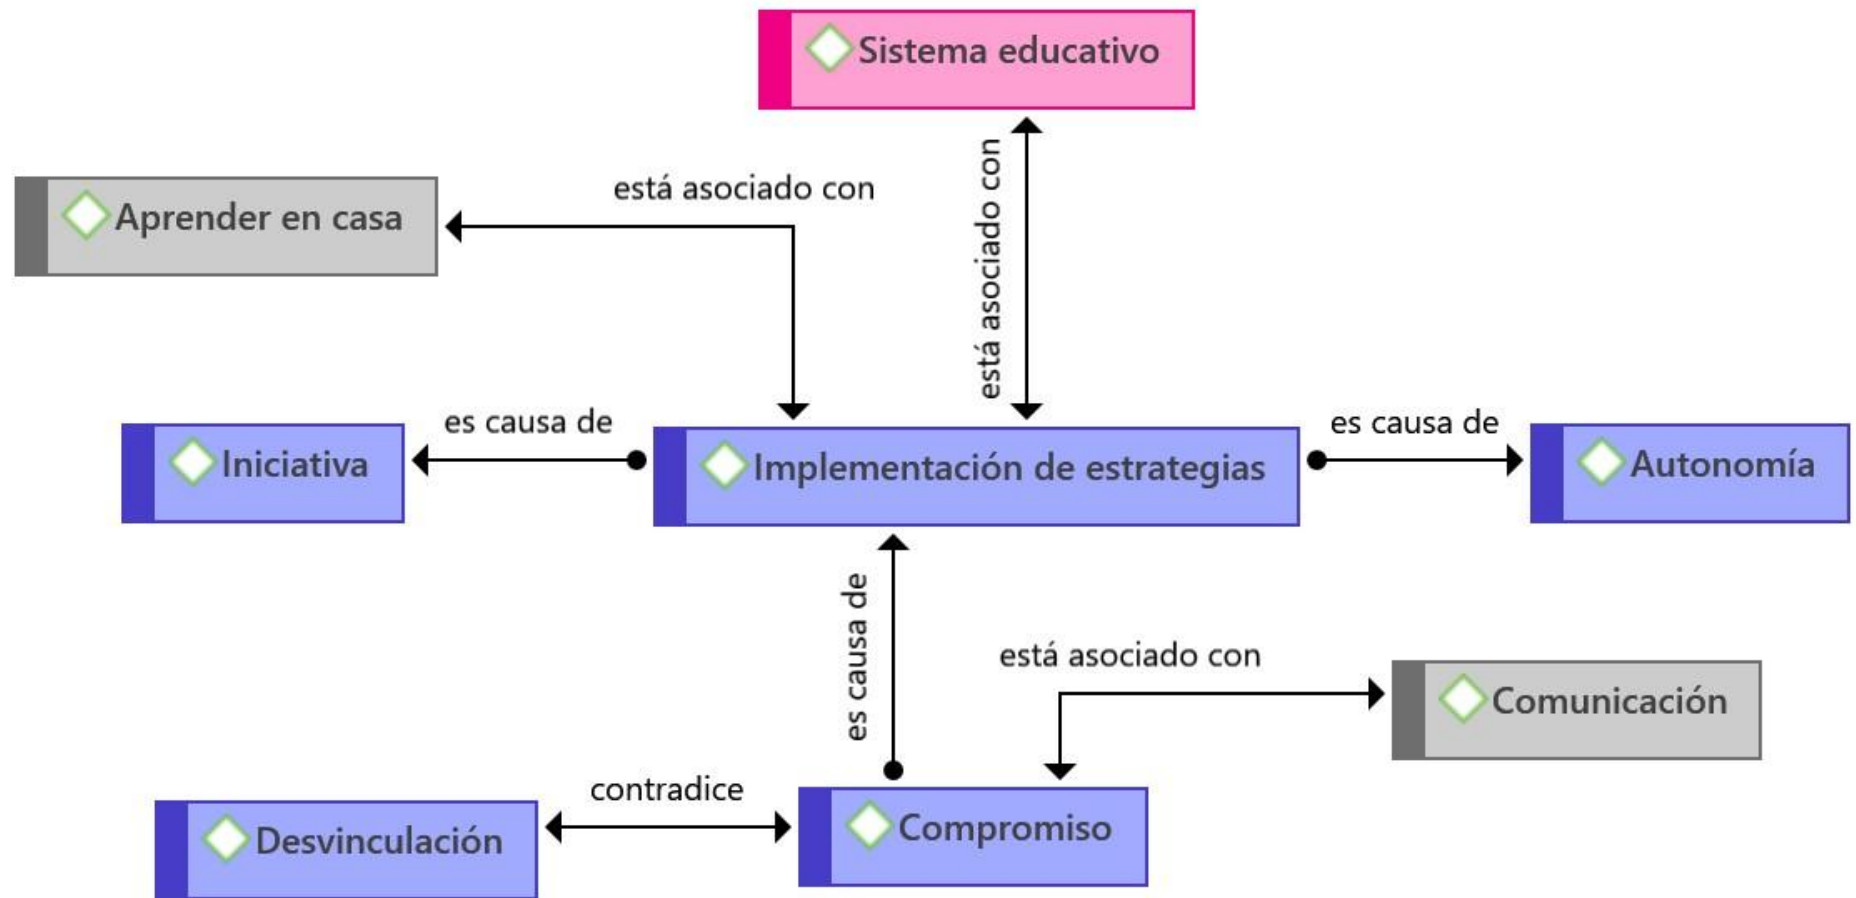 Sistema educativo
está asociado con
Aprender en casa
está asociado con
es causa de
es causa de
Iniciativa
Implementación de estrategias
Autonomía
es causa de
está asociado con
Comunicación
contradice
Compromiso
Desvinculación